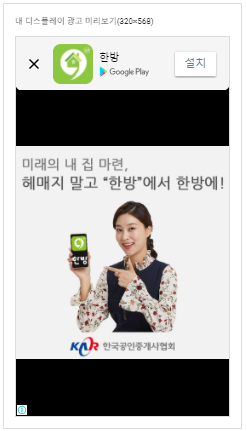 내 디스플레이 광고 미리보기(320×568)
한방
Google Play
설치
미래의 내 집 마련,
헤매지 말고 “한방”에서 한방에!
한방
KAR 한국공인중개사협회